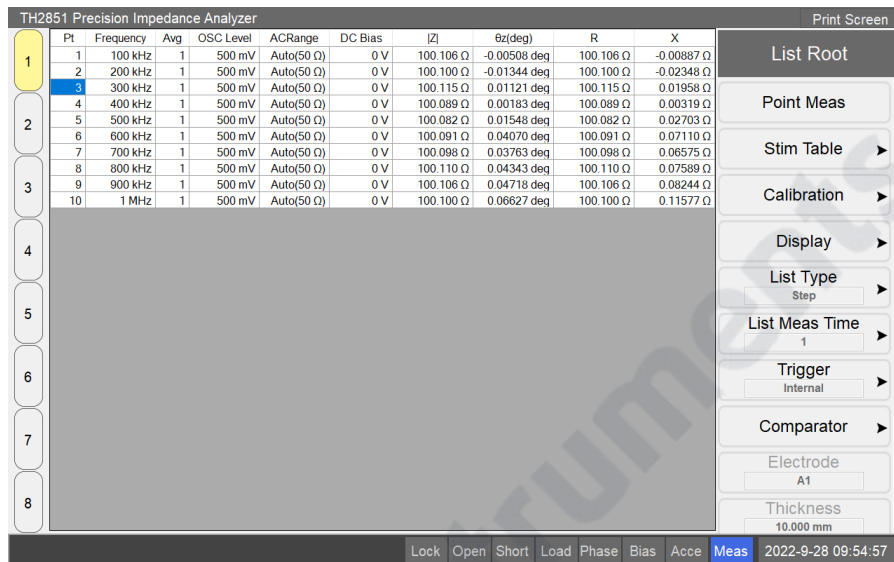 TH2851 Precision Impedance Analyzer Print Screen
Pt Frequency Avg OSC Level ACRange DC Bias |Z| θz(deg) R X
1 100 kHz 1 500 mV Auto(50 Ω) 0 V 100.106 Ω -0.00508 deg 100.106 Ω -0.00887 Ω
2 200 kHz 1 500 mV Auto(50 Ω) 0 V 100.100 Ω -0.01344 deg 100.100 Ω -0.02348 Ω
3 300 kHz 1 500 mV Auto(50 Ω) 0 V 100.115 Ω 0.01121 deg 100.115 Ω 0.01958 Ω
4 400 kHz 1 500 mV Auto(50 Ω) 0 V 100.089 Ω 0.00183 deg 100.089 Ω 0.00319 Ω
5 500 kHz 1 500 mV Auto(50 Ω) 0 V 100.082 Ω 0.01548 deg 100.082 Ω 0.02703 Ω
6 600 kHz 1 500 mV Auto(50 Ω) 0 V 100.091 Ω 0.04070 deg 100.091 Ω 0.07110 Ω
7 700 kHz 1 500 mV Auto(50 Ω) 0 V 100.098 Ω 0.03763 deg 100.098 Ω 0.06575 Ω
8 800 kHz 1 500 mV Auto(50 Ω) 0 V 100.110 Ω 0.04343 deg 100.110 Ω 0.07589 Ω
9 900 kHz 1 500 mV Auto(50 Ω) 0 V 100.106 Ω 0.04718 deg 100.106 Ω 0.08244 Ω
10 1 MHz 1 500 mV Auto(50 Ω) 0 V 100.100 Ω 0.06627 deg 100.100 Ω 0.11577 Ω
1
2
3
4
5
6
7
8
List Root
Point Meas
Stim Table
Calibration
Display
List Type
Step
List Meas Time
1
Trigger
Internal
Comparator
Electrode
A1
Thickness
10.000 mm
Lock Open Short Load Phase Bias Acce Meas 2022-9-28 09:54:57